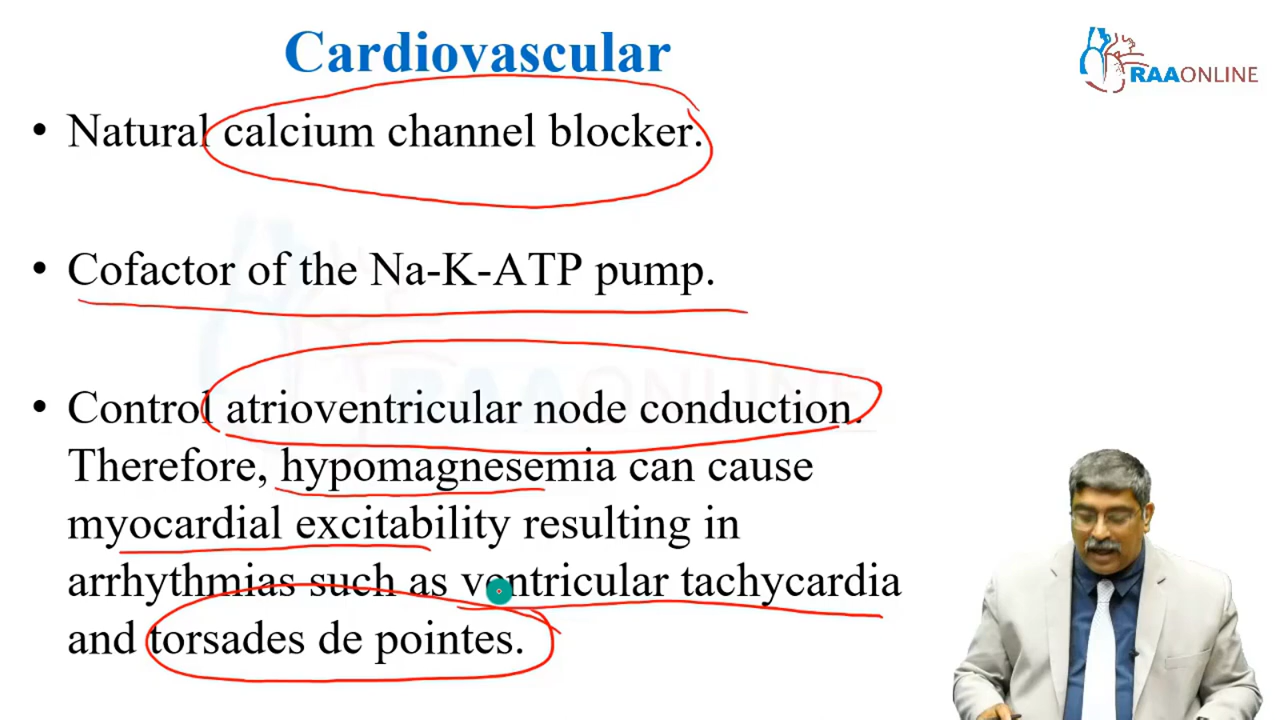 Cardiovascular
RAAONLINE
• Natural calcium channel blocker.
• Cofactor of the Na-K-ATP pump.
• Control atrioventricular node conduction.
Therefore, hypomagnesemia can cause
myocardial excitability resulting in
arrhythmias such as ventricular tachycardia
and torsades de pointes.
RAAONLINE